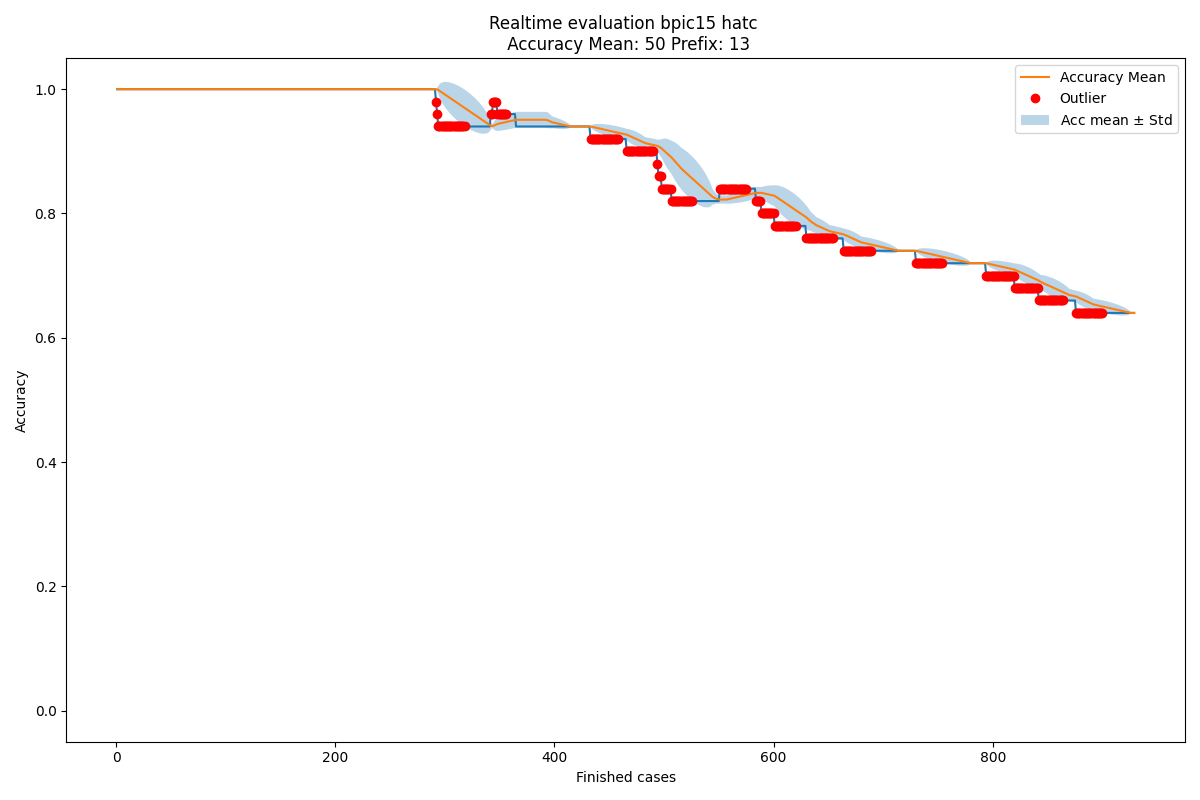 Realtime evaluation bpic15 hatc
Accuracy Mean: 50 Prefix: 13
Accuracy Mean
Outlier
Acc mean ± Std
1.0
0.8
0.6
0.4
0.2
0.0
Accuracy
0 200 400 600 800
Finished cases